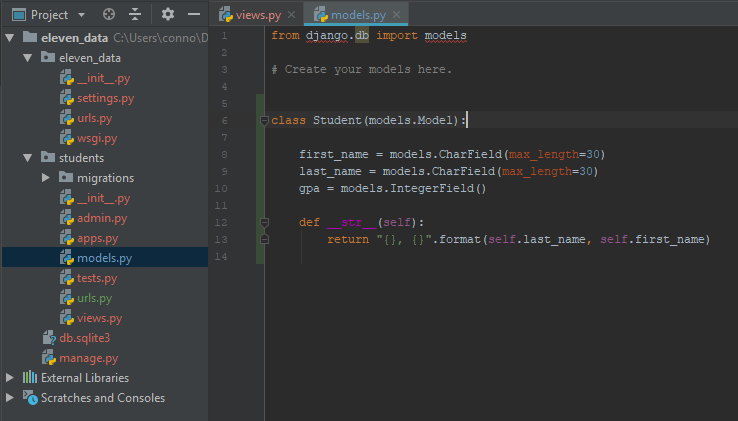 Project
views.py
models.py
eleven_data C:\Users\conno\D
eleven_data
__init__.py
settings.py
urls.py
wsgi.py
students
migrations
__init__.py
admin.py
apps.py
models.py
tests.py
urls.py
views.py
db.sqlite3
manage.py
External Libraries
Scratches and Consoles
1 from django.db import models
2
3 # Create your models here.
4
5
6 class Student(models.Model):
7
8 first_name = models.CharField(max_length=30)
9 last_name = models.CharField(max_length=30)
10 gpa = models.IntegerField()
11
12 def __str__(self):
13 return "{}, {}".format(self.last_name, self.first_name)
14